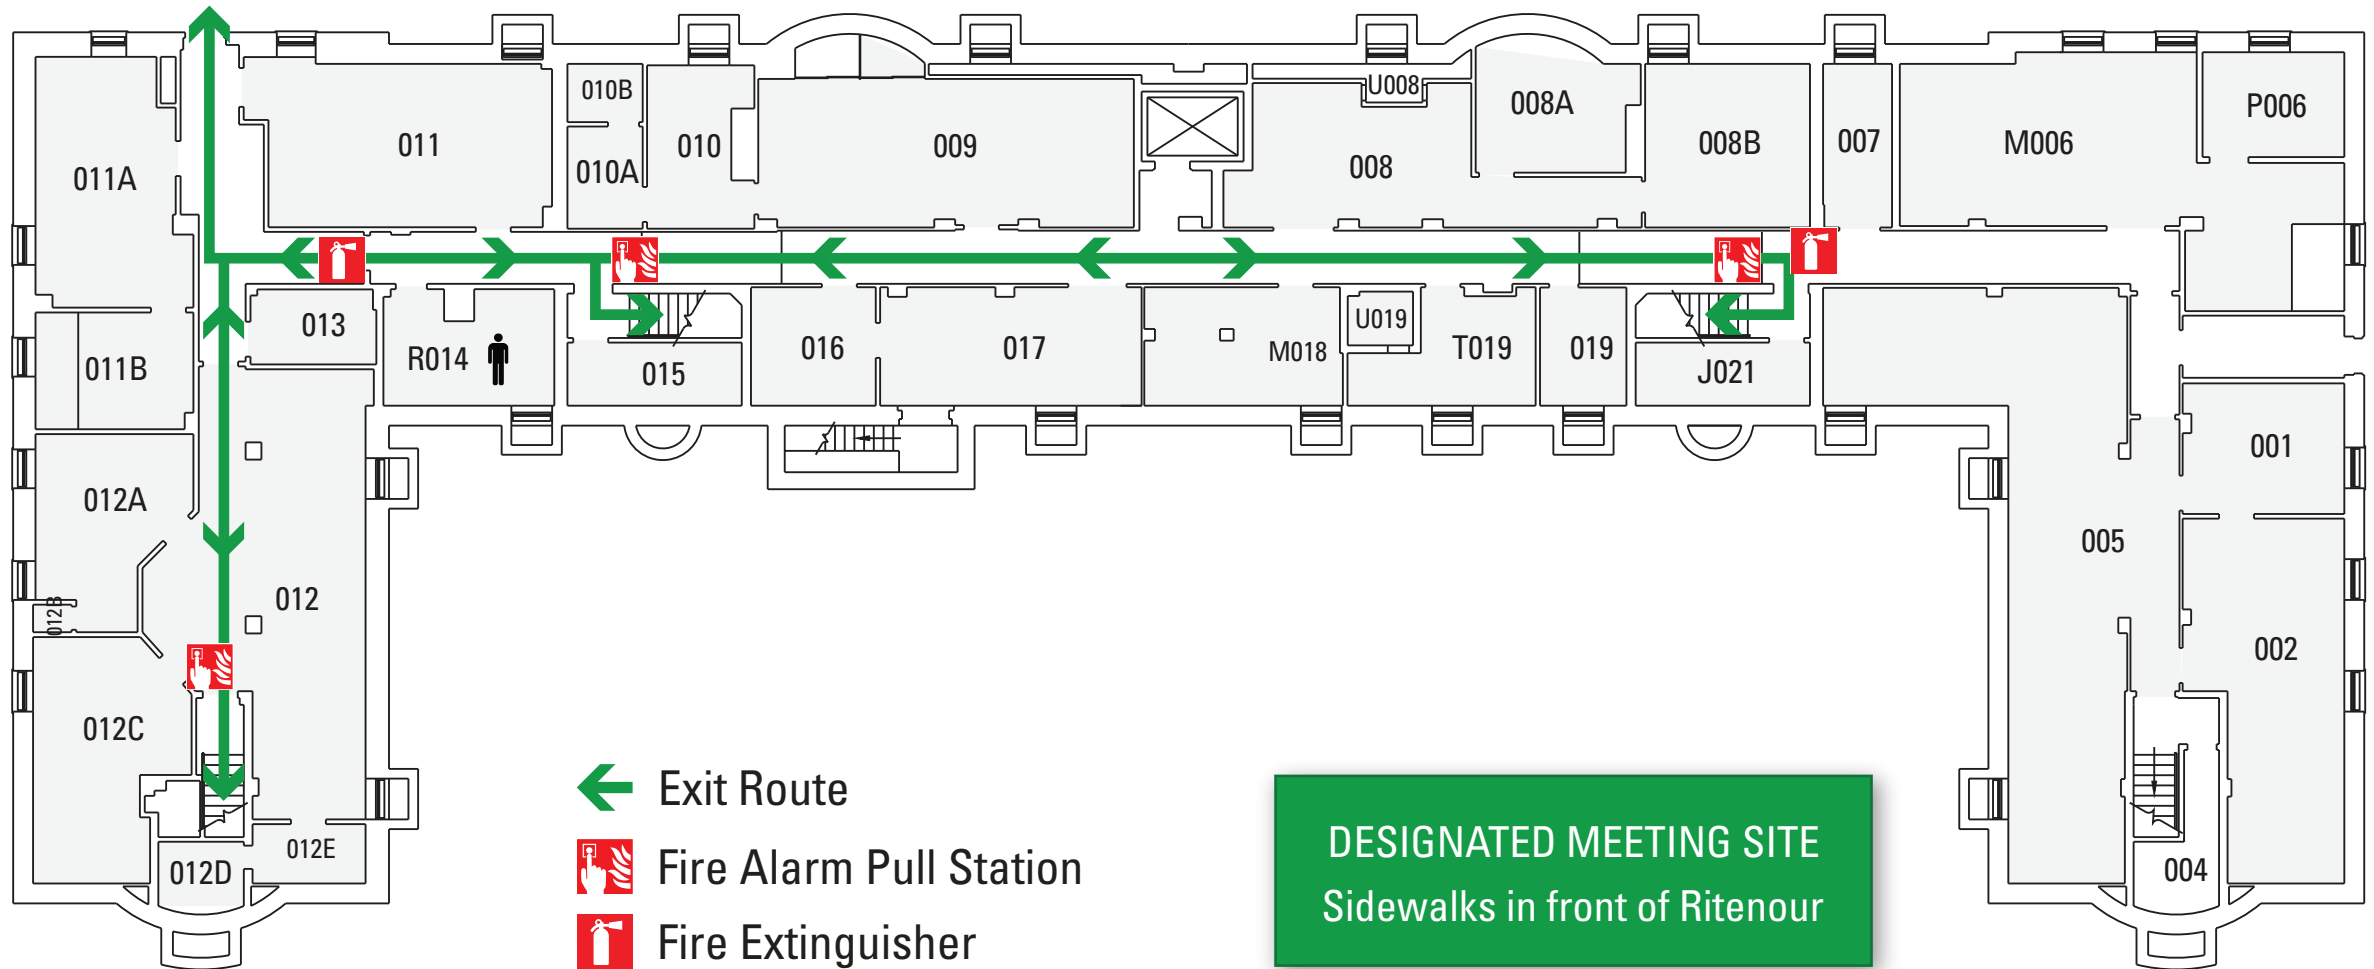 U008
010B
008A
P006
011
010
009
008B
007
M006
011A
010A
008
013
U019
R014
016
017
M018
T019
019
011B
015
J021
001
012A
005
012
012B
002
012C
Exit Route
DESIGNATED MEETING SITE
012E
Fire Alarm Pull Station
012D
004
Sidewalks in front of Ritenour
Fire Extinguisher